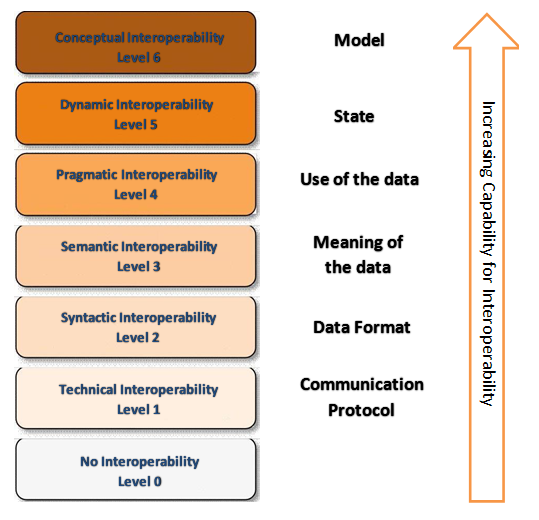 Conceptual Interoperability
Level 6
Model
Dynamic Interoperability
Level 5
State
Pragmatic Interoperability
Level 4
Use of the data
Semantic Interoperability
Level 3
Meaning of
the data
Syntactic Interoperability
Level 2
Data Format
Technical Interoperability
Level 1
Communication
Protocol
No Interoperability
Level 0
Increasing Capability for Interoperability